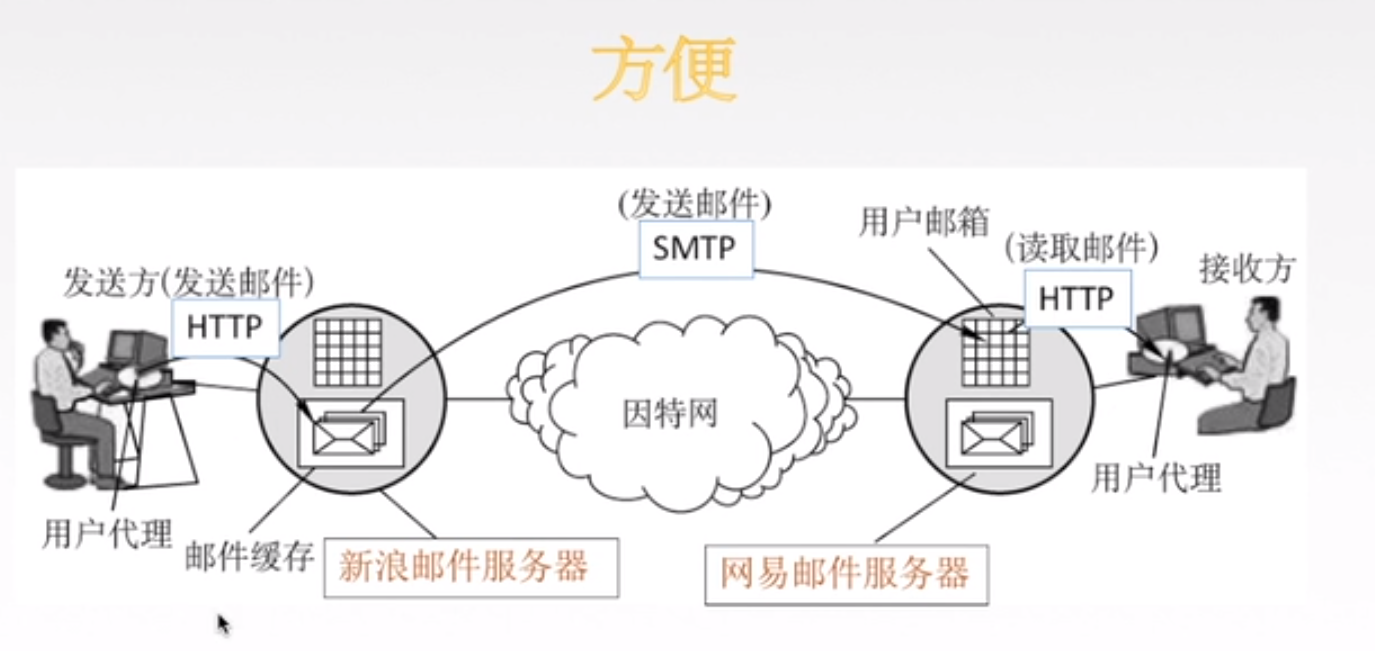 方便
(发送邮件)
SMTP
用户邮箱
(读取邮件)
HTTP
接收方
发送方(发送邮件)
HTTP
因特网
用户代理
用户代理
邮件缓存
新浪邮件服务器
网易邮件服务器